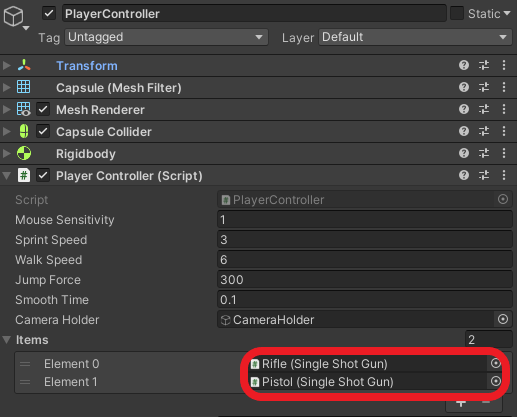 PlayerController Static
Tag Untagged Layer Default
Transform
Capsule (Mesh Filter)
Mesh Renderer
Capsule Collider
Rigidbody
# Player Controller (Script)
Script # PlayerController
Mouse Sensitivity 1
Sprint Speed 3
Walk Speed 6
Jump Force 300
Smooth Time 0.1
Camera Holder CameraHolder
Items 2
Element 0 # Rifle (Single Shot Gun)
Element 1 # Pistol (Single Shot Gun)